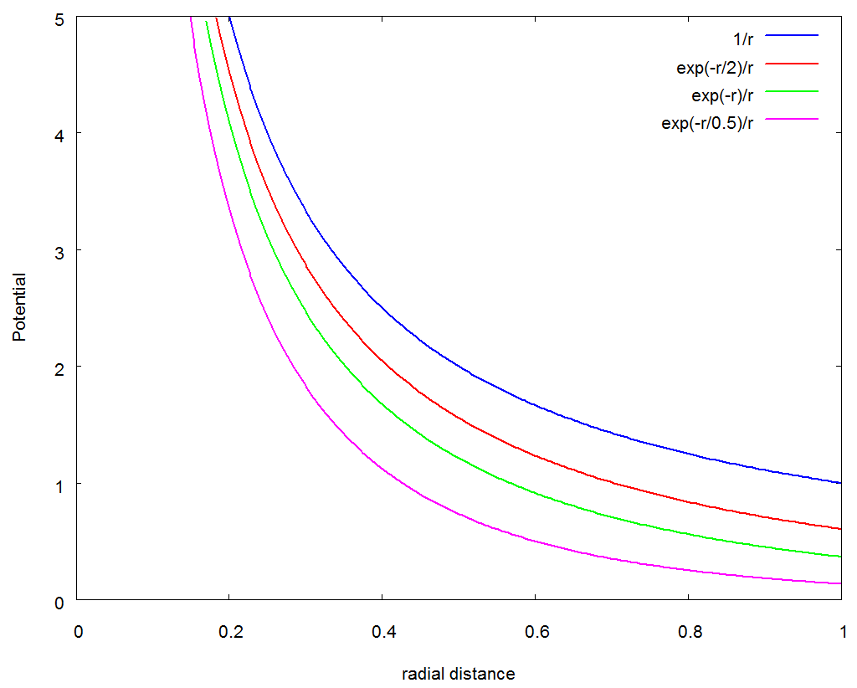 5
4
3
2
1
0
Potential
1/r
exp(-r/2)/r
exp(-r)/r
exp(-r/0.5)/r
0 0.2 0.4 0.6 0.8 1
radial distance